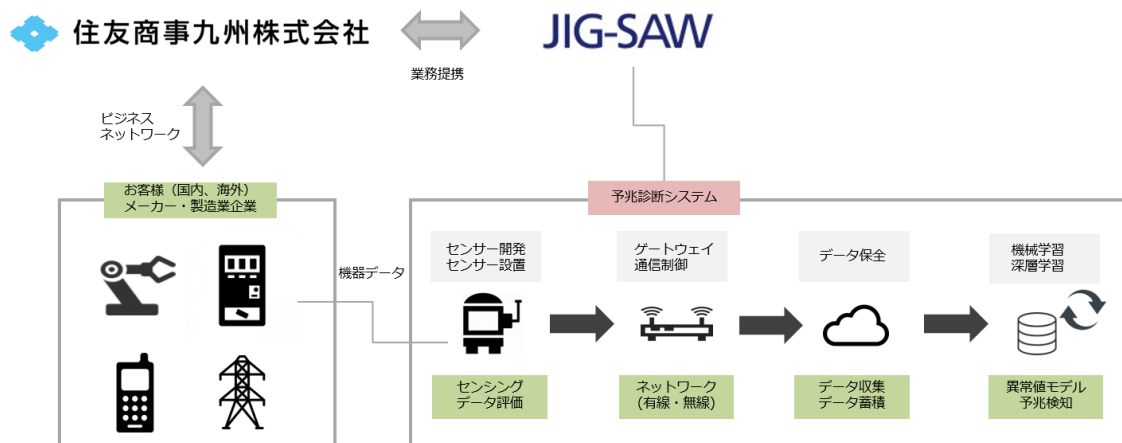 住友商事九州株式会社
JIG-SAW
業務提携
ビジネス
ネットワーク
お客様（国内、海外）
メーカー・製造業企業
機器データ
予兆診断システム
センサー開発
センサー設置
ゲートウェイ
通信制御
データ保全
機械学習
深層学習
センシング
データ評価
ネットワーク
(有線・無線)
データ収集
データ蓄積
異常値モデル
予兆検知